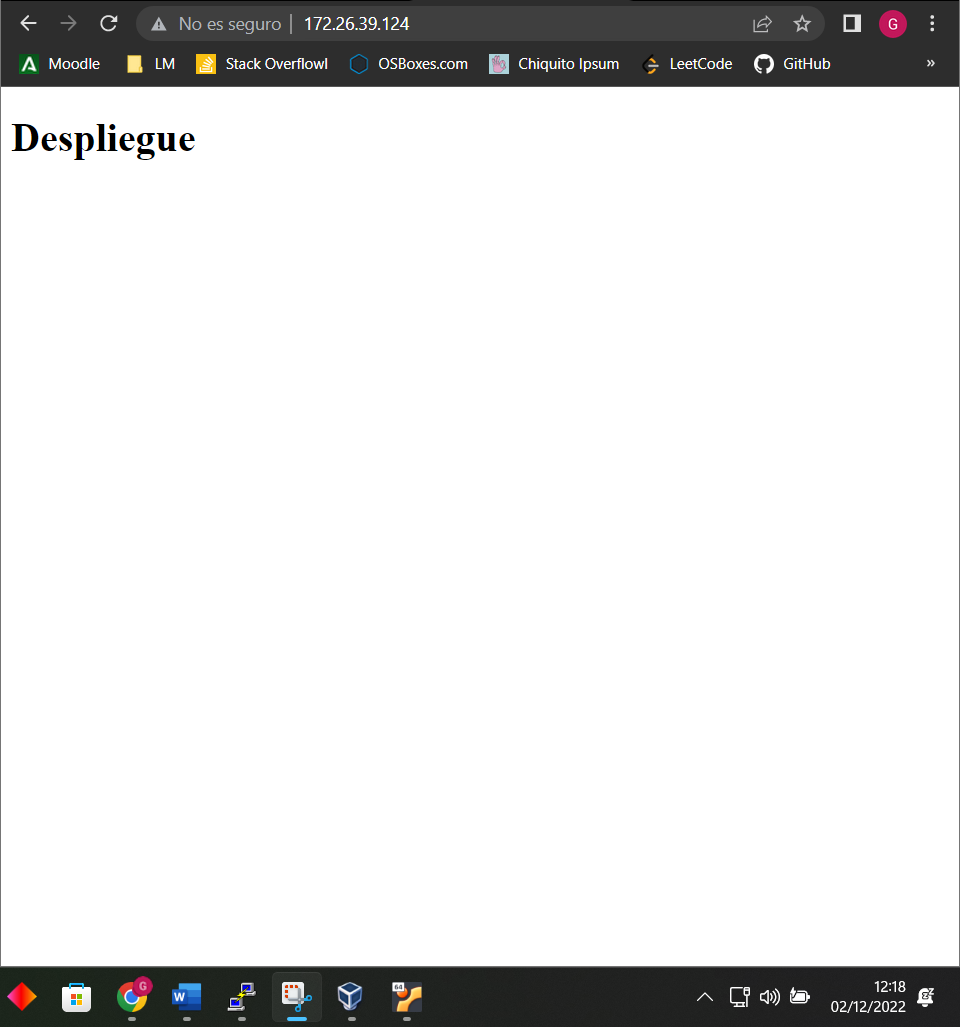 No es seguro | 172.26.39.124
G
Moodle LM Stack Overflowl OSBoxes.com Chiquito Ipsum LeetCode GitHub »
Despliegue
G
W
64
12:18
02/12/2022